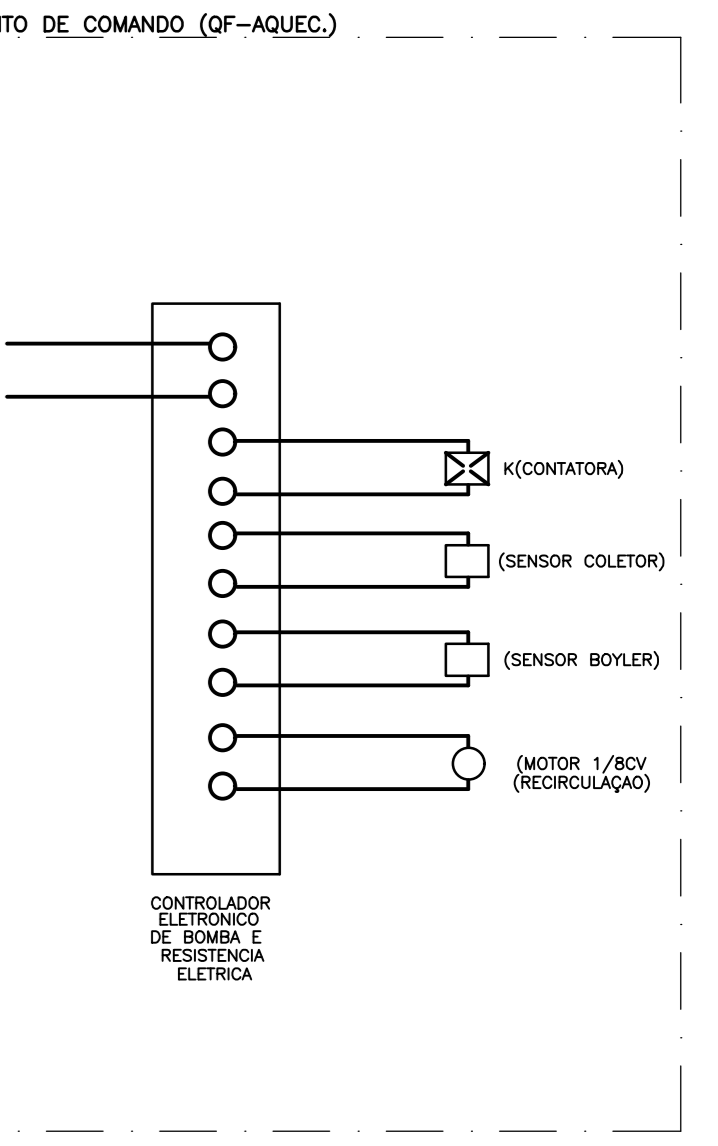 DE COMANDO (QF-AQUEC.)
K(CONTATORA)
(SENSOR COLETOR)
(SENSOR BOYLER)
(MOTOR 1/8CV
(RECIRCULAÇAO)
CONTROLADOR
ELETRONICO
DE BOMBA E
RESISTENCIA
ELETRICA